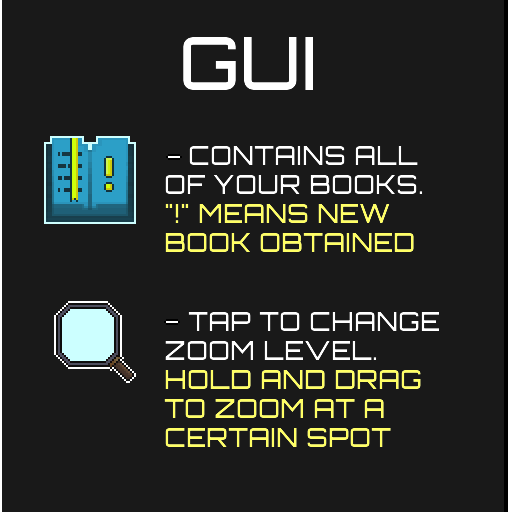 GUI
!
- CONTAINS ALL
OF YOUR BOOKS.
"!" MEANS NEW
BOOK OBTAINED
- TAP TO CHANGE
ZOOM LEVEL.
HOLD AND DRAG
TO ZOOM AT A
CERTAIN SPOT